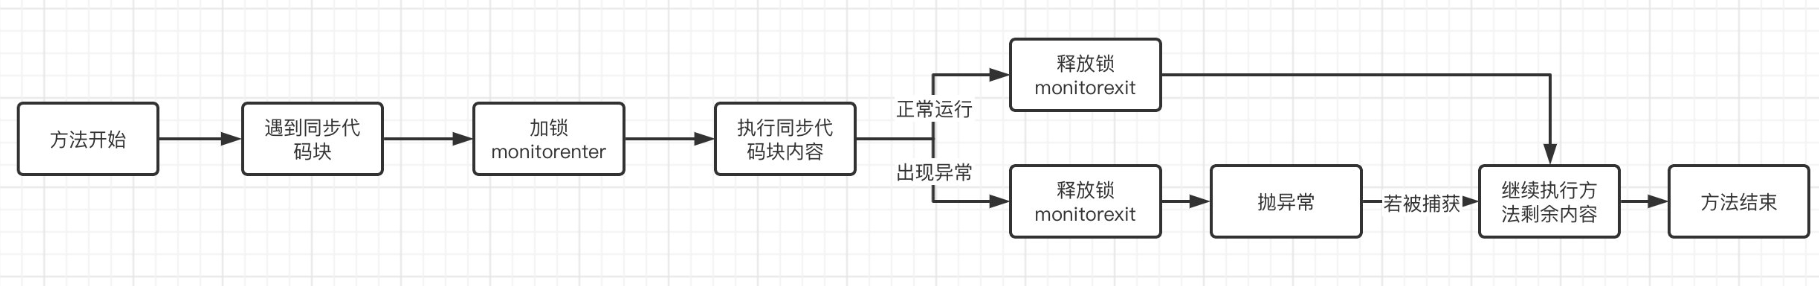 方法开始
遇到同步代
码块
加锁
monitorenter
执行同步代
码块内容
正常运行
出现异常
释放锁
monitorexit
释放锁
monitorexit
抛异常
若被捕获
继续执行方
法剩余内容
方法结束